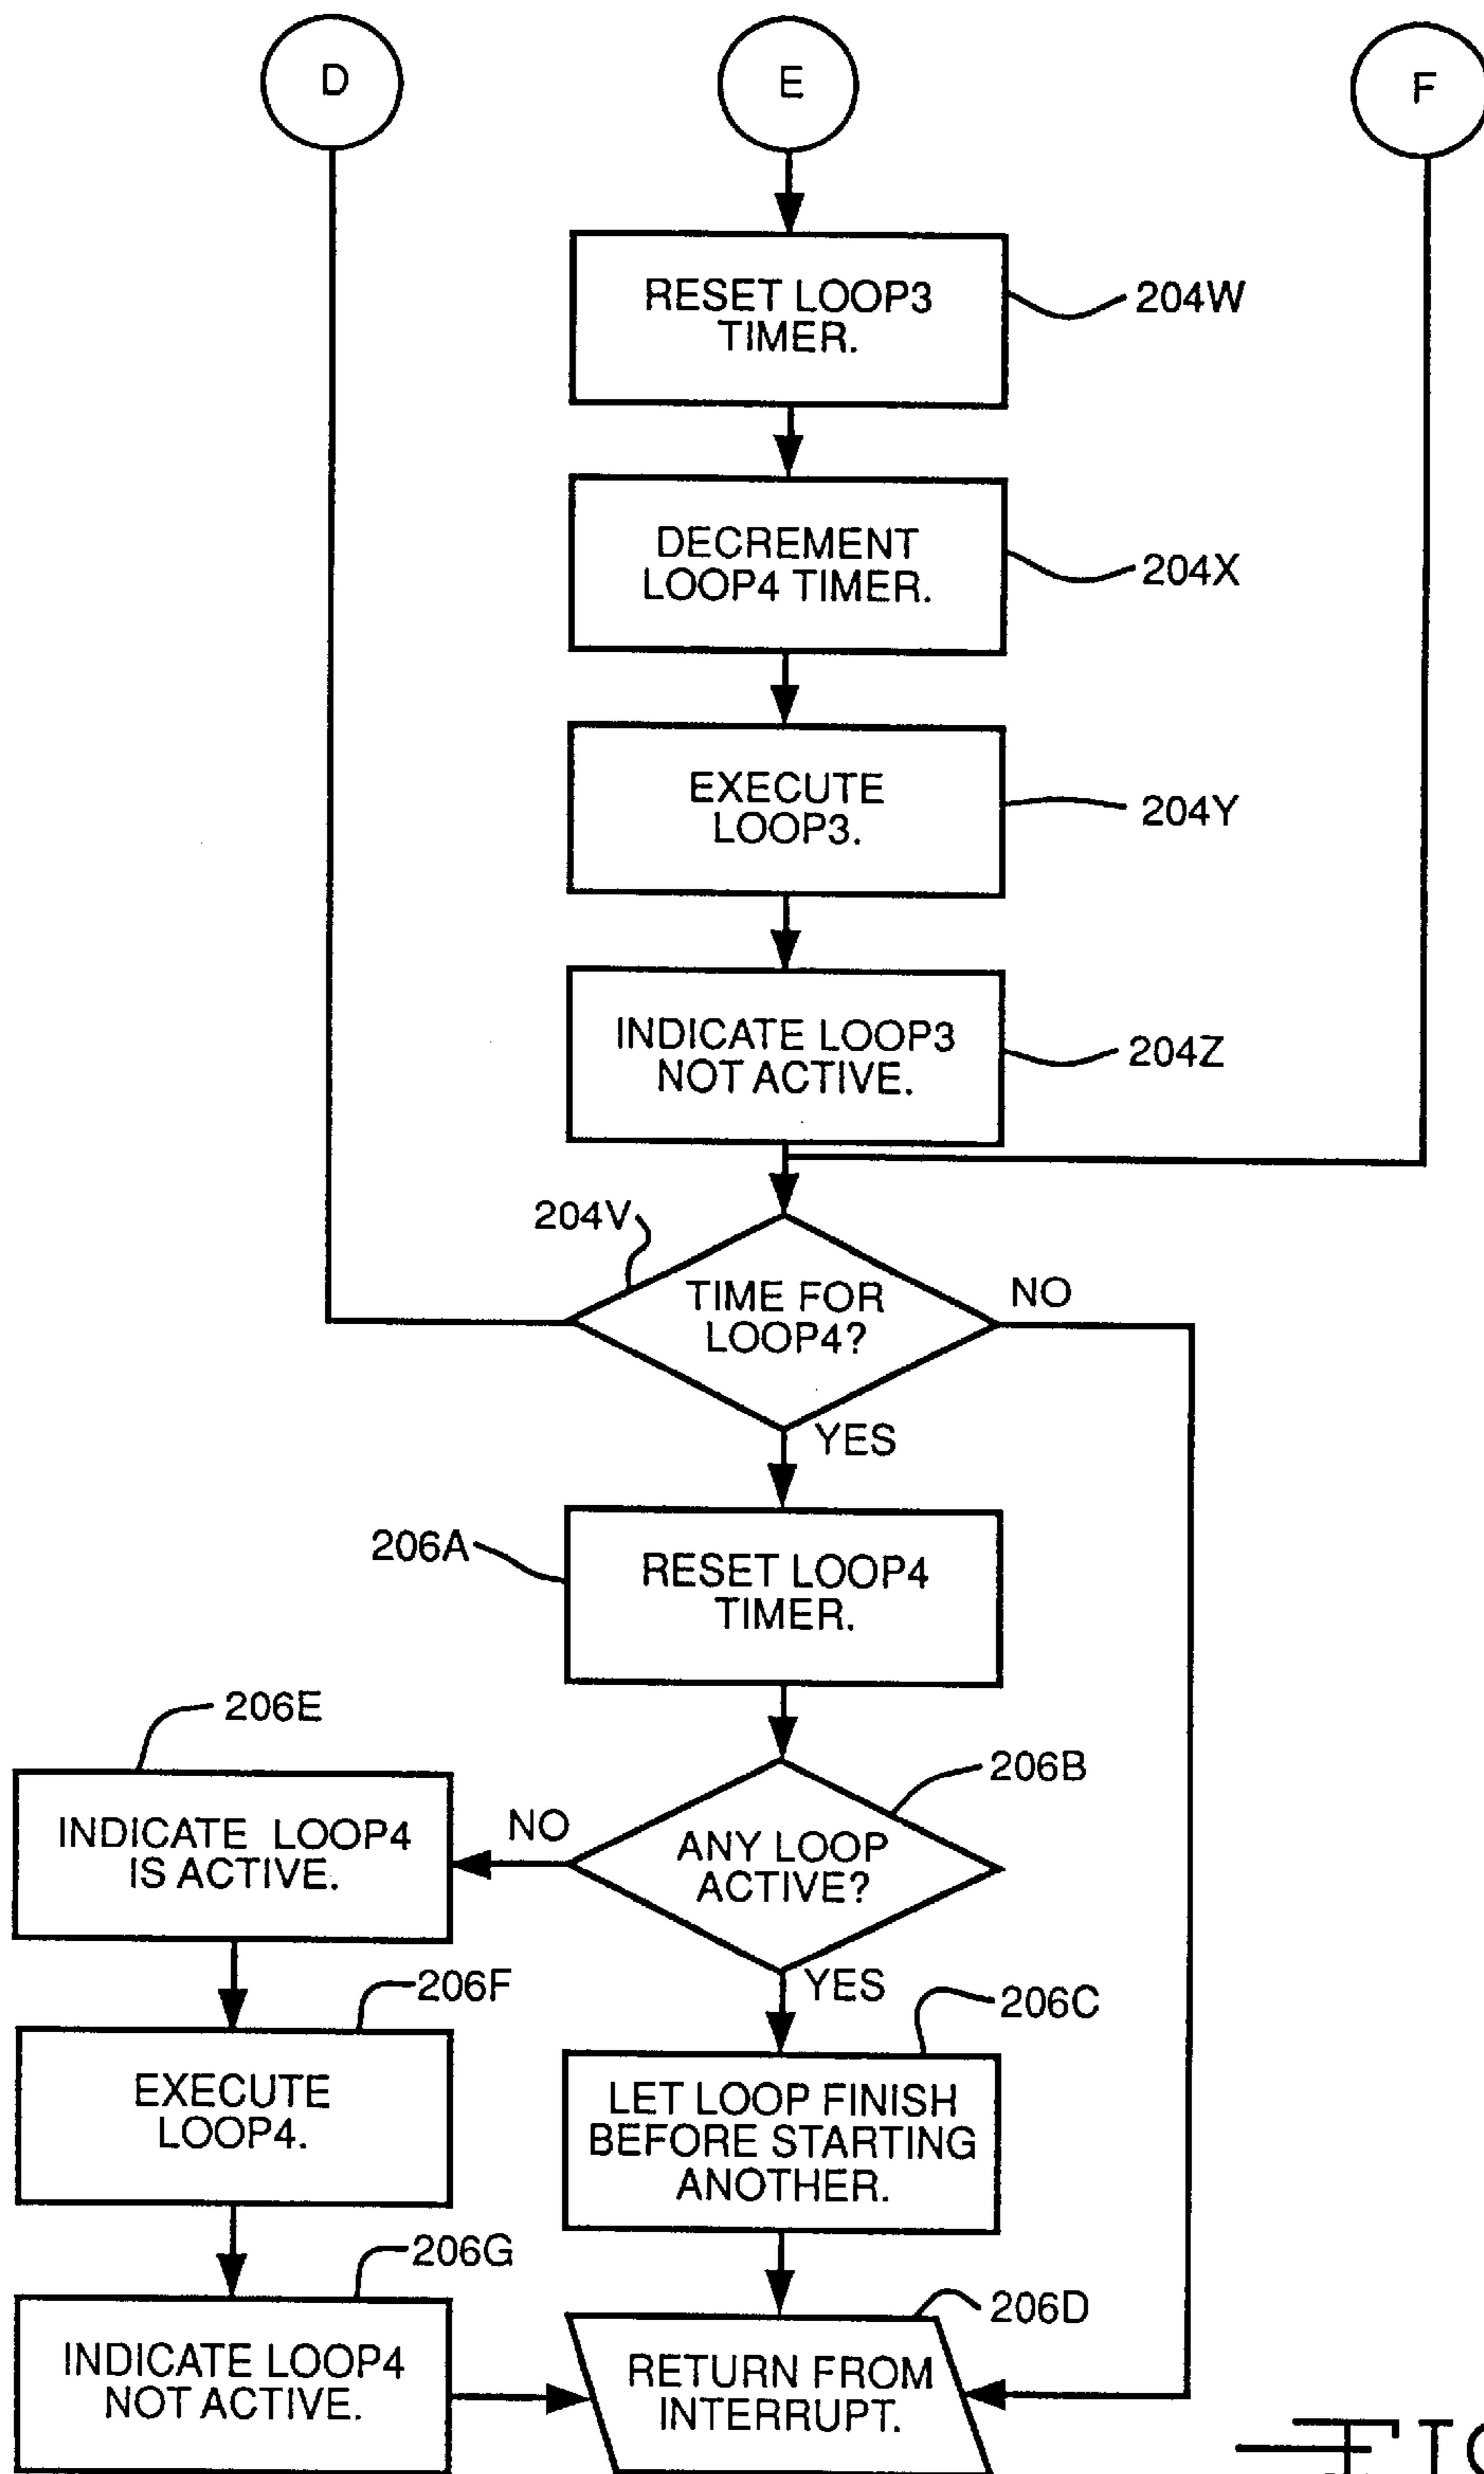 D
E
F
RESET LOOP3
TIMER.
204W
DECREMENT
LOOP4 TIMER.
204X
EXECUTE
LOOP3.
204Y
INDICATE LOOP3
NOT ACTIVE.
204Z
204V
TIME FOR
LOOP4?
NO
YES
206A
RESET LOOP4
TIMER.
206E
206B
INDICATE LOOP4
IS ACTIVE.
NO
ANY LOOP
ACTIVE?
YES
206F
206C
EXECUTE
LOOP4.
LET LOOP FINISH
BEFORE STARTING
ANOTHER.
206G
206D
INDICATE LOOP4
NOT ACTIVE.
RETURN FROM
INTERRUPT.